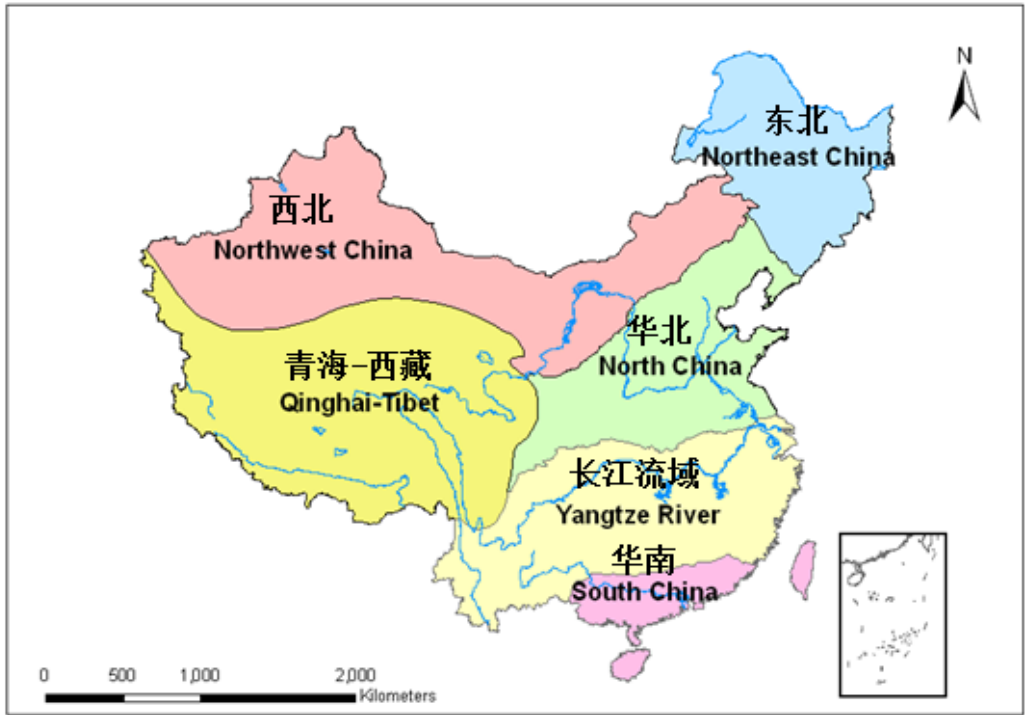 N
东北
Northeast China
西北
Northwest China
华北
North China
青海-西藏
Qinghai-Tibet
长江流域
Yangtze River
华南
South China
0 500 1,000 2,000
Kilometers